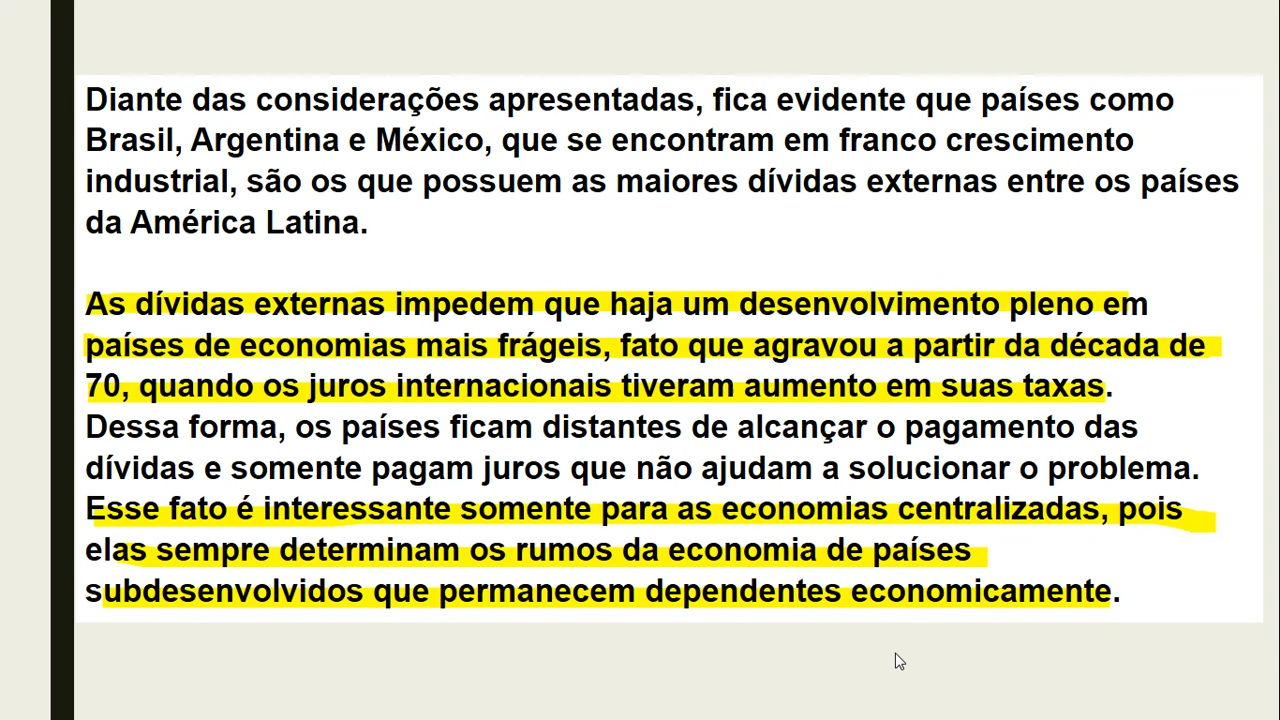 Diante das considerações apresentadas, fica evidente que países como
Brasil, Argentina e México, que se encontram em franco crescimento
industrial, são os que possuem as maiores dívidas externas entre os países
da América Latina.
As dívidas externas impedem que haja um desenvolvimento pleno em
países de economias mais frágeis, fato que agravou a partir da década de
70, quando os juros internacionais tiveram aumento em suas taxas.
Dessa forma, os países ficam distantes de alcançar o pagamento das
dívidas e somente pagam juros que não ajudam a solucionar o problema.
Esse fato é interessante somente para as economias centralizadas, pois
elas sempre determinam os rumos da economia de países
subdesenvolvidos que permanecem dependentes economicamente.